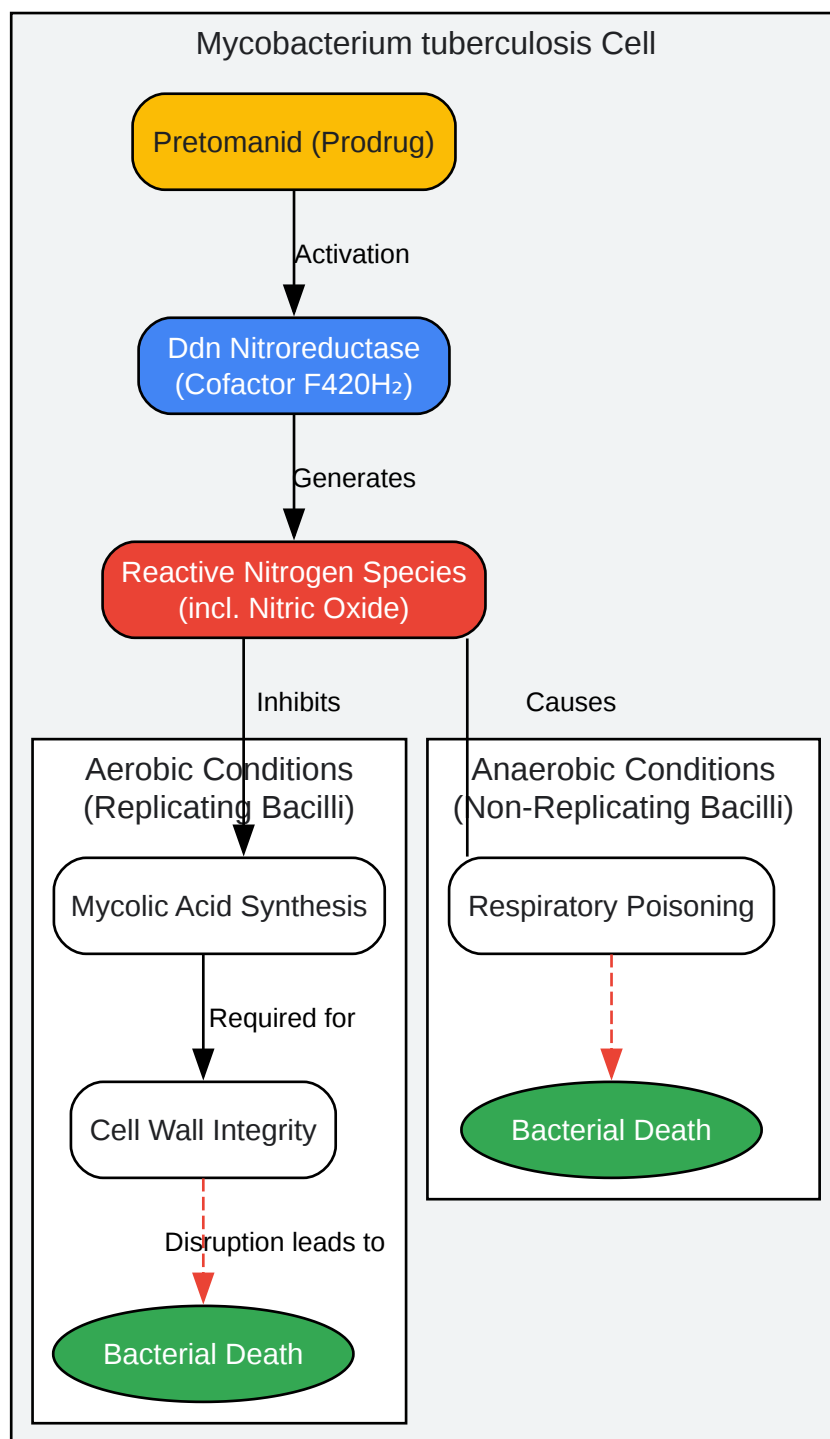 Mycobacterium tuberculosis Cell
Pretomanid (Prodrug)
Activation
Ddn Nitroreductase
(Cofactor F420H₂)
Generates
Reactive Nitrogen Species
(incl. Nitric Oxide)
Inhibits
Causes
Aerobic Conditions
(Replicating Bacilli)
Anaerobic Conditions
(Non-Replicating Bacilli)
Mycolic Acid Synthesis
Respiratory Poisoning
Required for
Cell Wall Integrity
Bacterial Death
Disruption leads to
Bacterial Death